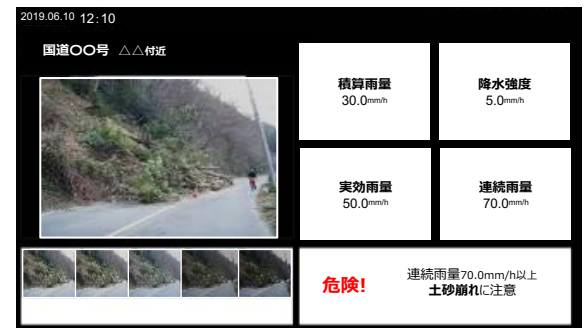 2019.06.10 12:10
国道〇〇号 △△付近
積算雨量
30.0mm/h
降水強度
5.0mm/h
実効雨量
50.0mm/h
連続雨量
70.0mm/h
危険!
連続雨量70.0mm/h以上
土砂崩れに注意